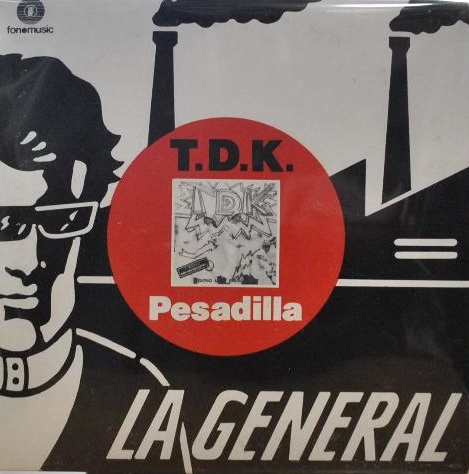 fonomusic
T.D.K.
TDK
Pesadilla
LA GENERAL